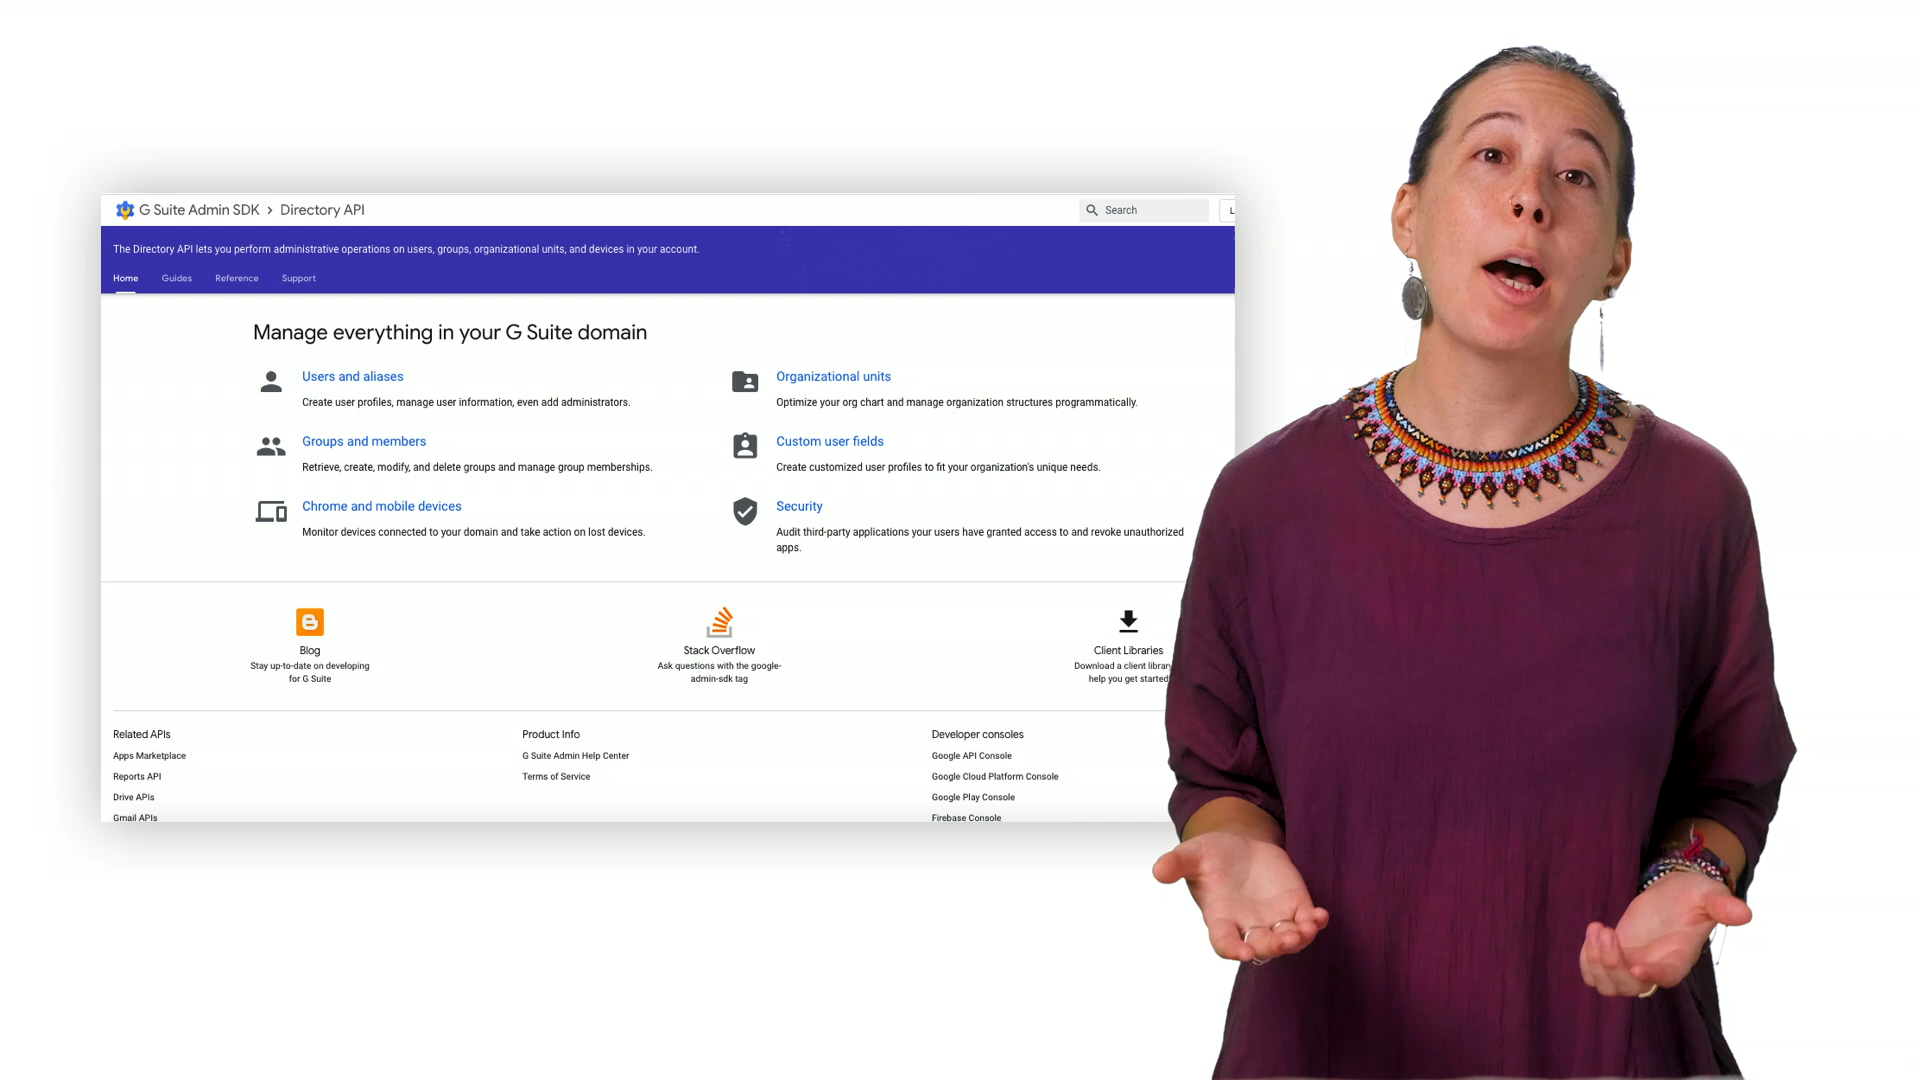 G Suite Admin SDK > Directory API
Search
L
The Directory API lets you perform administrative operations on users, groups, organizational units, and devices in your account.
Home Guides Reference Support
Manage everything in your G Suite domain
Users and aliases
Create user profiles, manage user information, even add administrators.
Organizational units
Optimize your org chart and manage organization structures programmatically.
Groups and members
Retrieve, create, modify, and delete groups and manage group memberships.
Custom user fields
Create customized user profiles to fit your organization's unique needs.
Chrome and mobile devices
Monitor devices connected to your domain and take action on lost devices.
Security
Audit third-party applications your users have granted access to and revoke unauthorized
apps.
Blog
Stay up-to-date on developing
for G Suite
Stack Overflow
Ask questions with the google-
admin-sdk tag
Client Libraries
Download a client library
help you get started
Related APIs
Apps Marketplace
Reports API
Drive APIs
Gmail APIs
Product Info
G Suite Admin Help Center
Terms of Service
Developer consoles
Google API Console
Google Cloud Platform Console
Google Play Console
Firebase Console